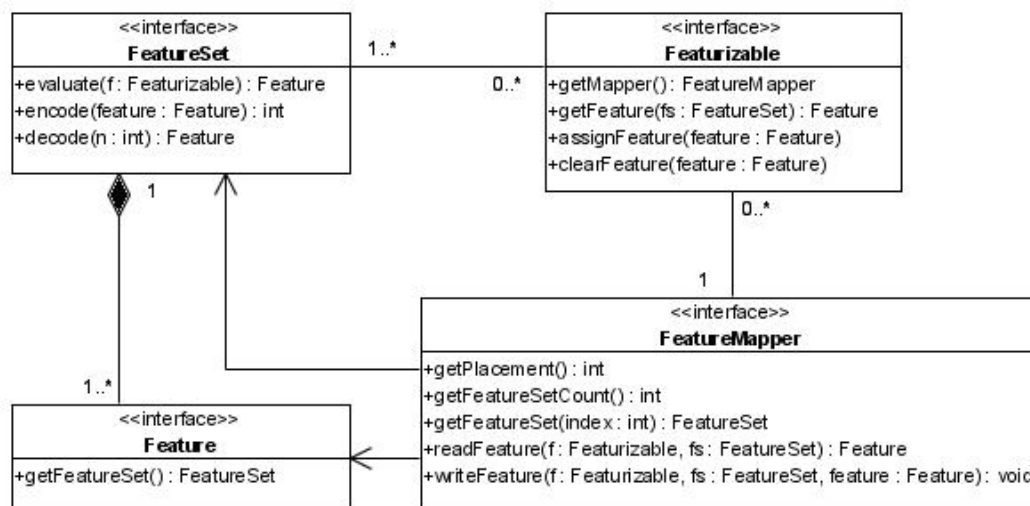 <<interface>>
FeatureSet
+evaluate(f : Featurizable) : Feature
+encode(feature : Feature) : int
+decode(n : int) : Feature
1..*
0..*
<<interface>>
Featurizable
+getMapper() : FeatureMapper
+getFeature(fs : FeatureSet) : Feature
+assignFeature(feature : Feature)
+clearFeature(feature : Feature)
1
0..*
1
1..*
<<interface>>
Feature
+getFeatureSet() : FeatureSet
<<interface>>
FeatureMapper
+getPlacement() : int
+getFeatureSetCount() : int
+getFeatureSet(index : int) : FeatureSet
+readFeature(f : Featurizable, fs : FeatureSet) : Feature
+writeFeature(f : Featurizable, fs : FeatureSet, feature : Feature) : void